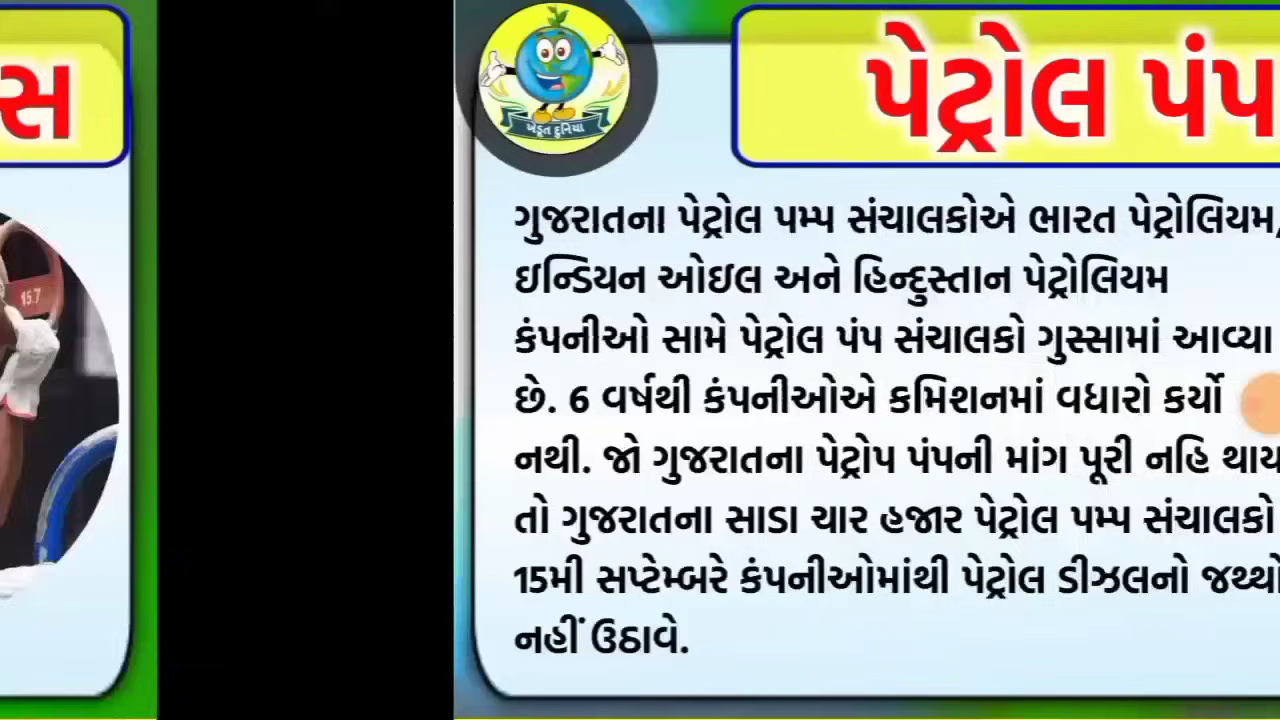 સ
15.7
ખેડૂત દુનિયા
પેટ્રોલ પંપ
ગુજરાતના પેટ્રોલ પમ્પ સંચાલકોએ ભારત પેટ્રોલિયમ,
ઇન્ડિયન ઓઇલ અને હિન્દુસ્તાન પેટ્રોલિયમ
કંપનીઓ સામે પેટ્રોલ પંપ સંચાલકો ગુસ્સામાં આવ્યા
છે. 6 વર્ષથી કંપનીઓએ કમિશનમાં વધારો કર્યો
નથી. જો ગુજરાતના પેટ્રોપ પંપની માંગ પૂરી નહિ થાય
તો ગુજરાતના સાડા ચાર હજાર પેટ્રોલ પમ્પ સંચાલકો
15મી સપ્ટેમ્બરે કંપનીઓમાંથી પેટ્રોલ ડીઝલનો જથ્થો
નહીં ઉઠાવે.